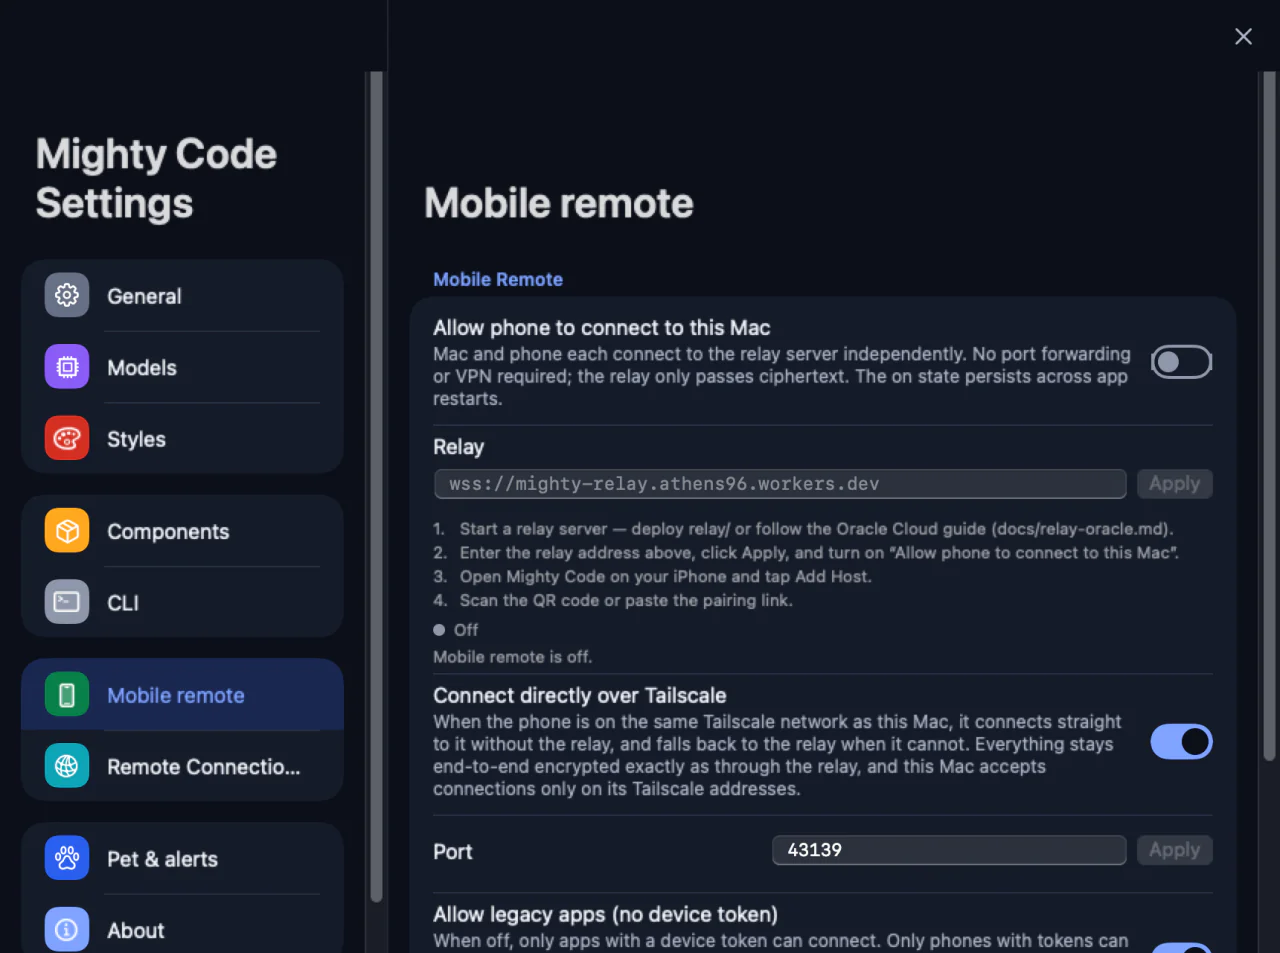 Mighty Code
Settings
General
Models
Styles
Components
CLI
Mobile remote
Remote Connectio...
Pet & alerts
About
Mobile remote
Mobile Remote
Allow phone to connect to this Mac
Mac and phone each connect to the relay server independently. No port forwarding
or VPN required; the relay only passes ciphertext. The on state persists across app
restarts.
Relay
wss://mighty-relay.athens96.workers.dev
Apply
1. Start a relay server — deploy relay/ or follow the Oracle Cloud guide (docs/relay-oracle.md).
2. Enter the relay address above, click Apply, and turn on “Allow phone to connect to this Mac”.
3. Open Mighty Code on your iPhone and tap Add Host.
4. Scan the QR code or paste the pairing link.
Off
Mobile remote is off.
Connect directly over Tailscale
When the phone is on the same Tailscale network as this Mac, it connects straight
to it without the relay, and falls back to the relay when it cannot. Everything stays
end-to-end encrypted exactly as through the relay, and this Mac accepts
connections only on its Tailscale addresses.
Port
43139
Apply
Allow legacy apps (no device token)
When off, only apps with a device token can connect. Only phones with tokens can